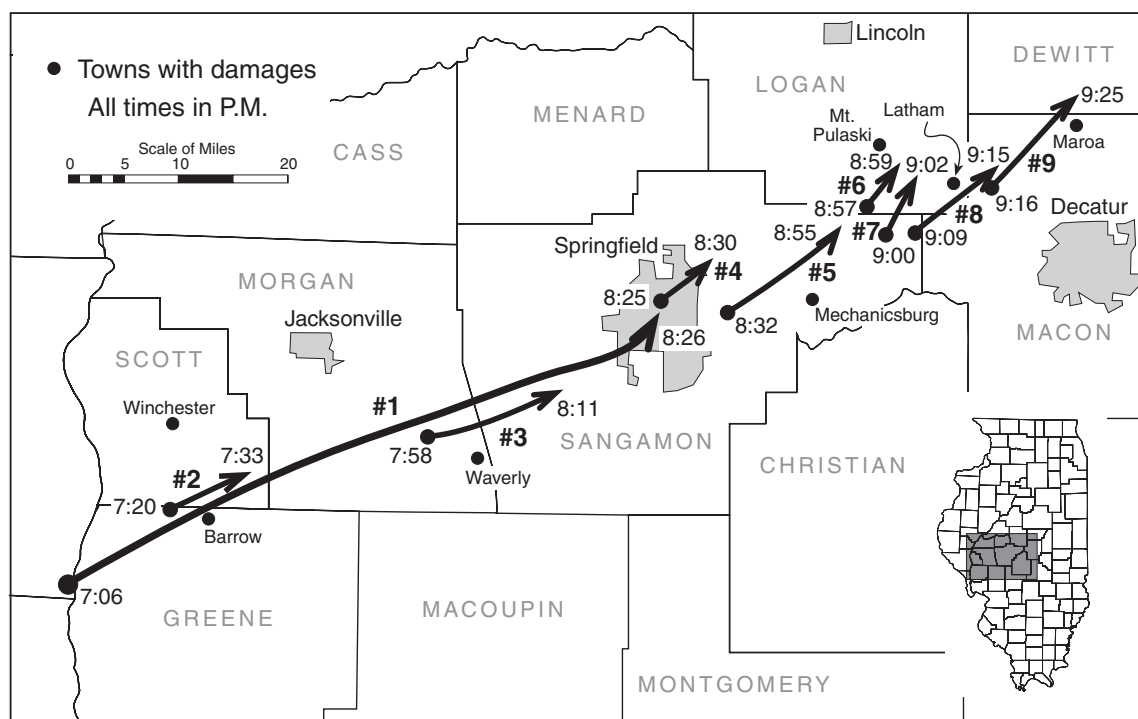 Towns with damages
All times in P.M.
Scale of Miles
0 5 10 20
Lincoln
DEWITT
LOGAN
MENARD
CASS
Mt.
Pulaski
Latham
9:25
Maroa
8:59
9:02
9:15
#9
#6
8:57
#7
#8
9:16
Decatur
8:55
9:00
9:09
Springfield
8:30
#4
#5
MORGAN
8:25
8:26
8:32
Mechanicsburg
MACON
Jacksonville
SCOTT
Winchester
#1
8:11
7:58
#3
SANGAMON
Waverly
CHRISTIAN
7:33
#2
7:20
Barrow
7:06
GREENE
MACOUPIN
MONTGOMERY